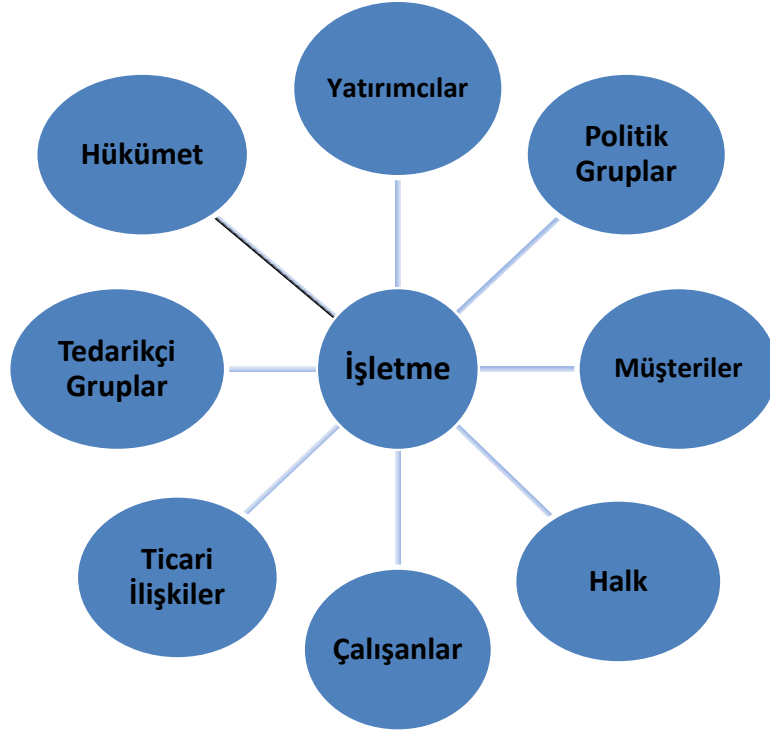 Yatırımcılar
Hükümet
Politik
Gruplar
Tedarikçi
Gruplar
İşletme
Müşteriler
Ticari
İlişkiler
Halk
Çalışanlar